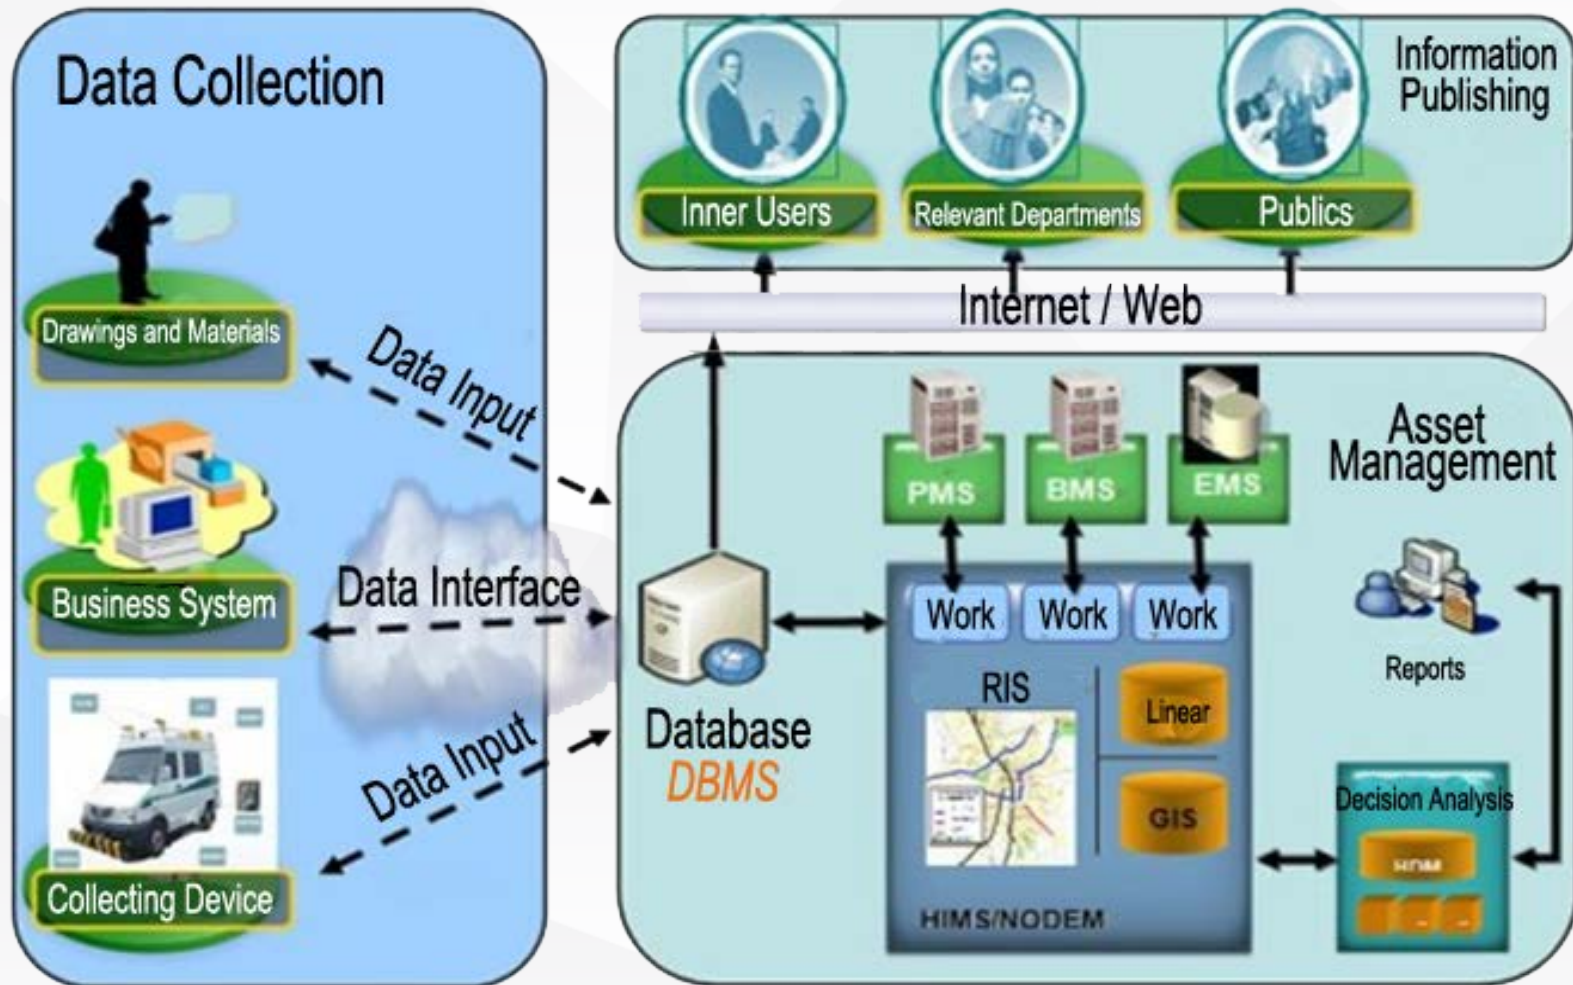 Data Collection
Drawings and Materials
Business System
Collecting Device
Data Input
Data Interface
Data Input
Information
Publishing
Inner Users
Relevant Departments
Publics
Internet / Web
Asset
Management
PMS
BMS
EMS
Work
Work
Work
RIS
Linear
GIS
HIMS/NODEM
Database
DBMS
Reports
Decision Analysis